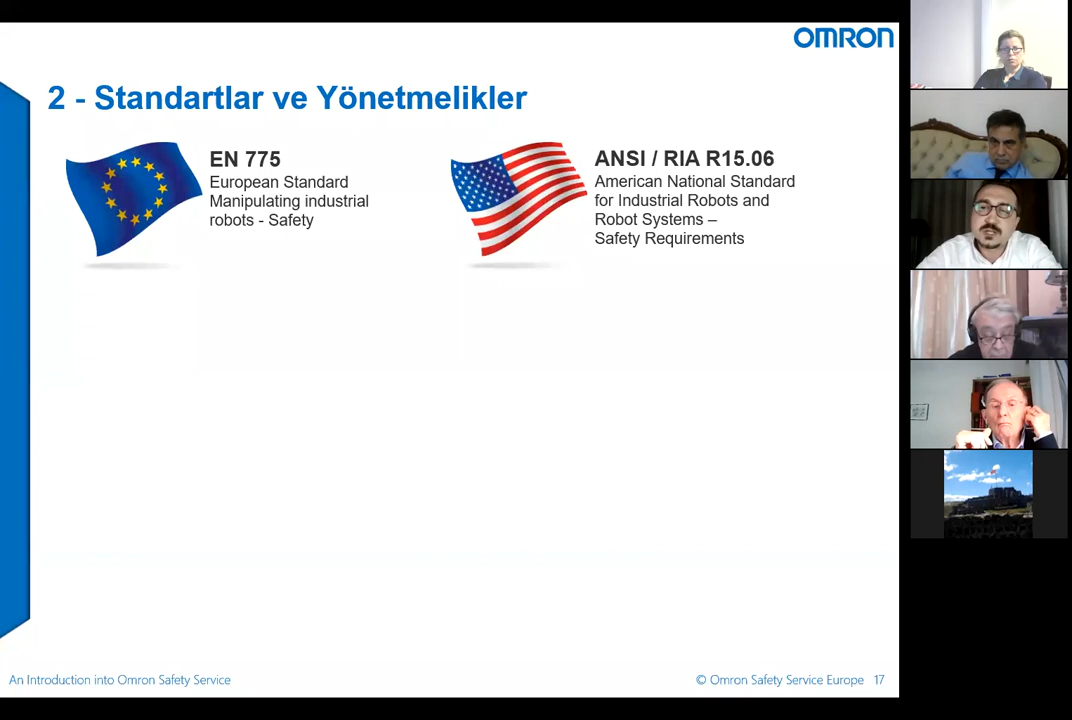 OMRON
2 - Standartlar ve Yönetmelikler
EN 775
European Standard
Manipulating industrial
robots - Safety
ANSI / RIA R15.06
American National Standard
for Industrial Robots and
Robot Systems –
Safety Requirements
An Introduction into Omron Safety Service
© Omron Safety Service Europe 17